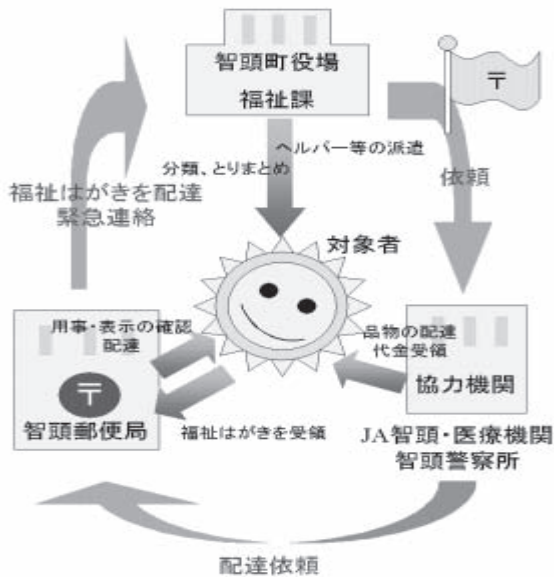 智頭町役場
福祉課
〒
ヘルパー等の派遣
分類、とりまとめ
依頼
福祉はがきを配達
緊急連絡
対象者
用事・表示の確認
配達
品物の配達
代金受領
協力機関
〒
智頭郵便局
福祉はがきを受領
JA智頭・医療機関
智頭警察所
配達依頼